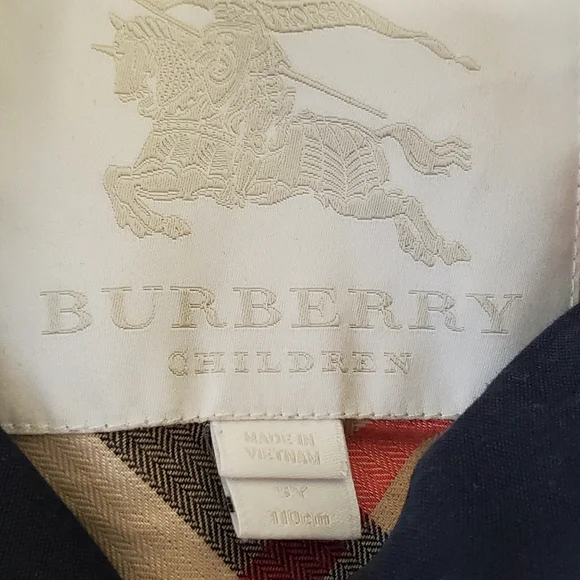 BURBERRY
CHILDREN
MADE IN
VIETNAM
5Y
110cm